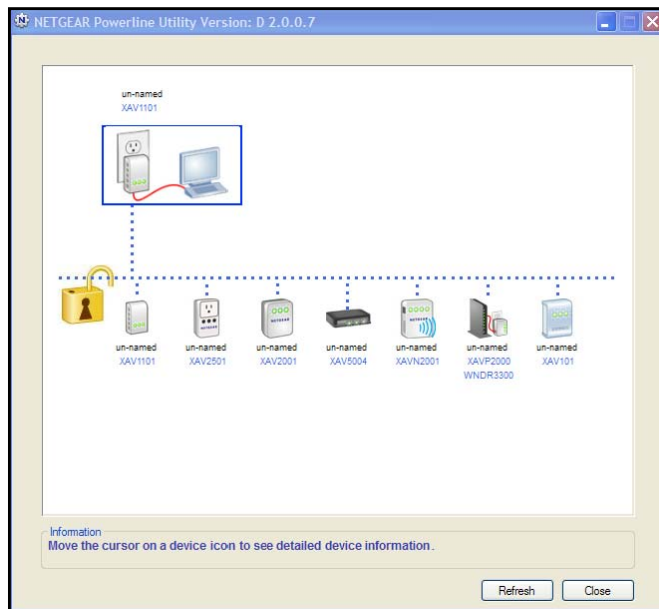 NETGEAR Powerline Utility Version: D 2.0.0.7
un-named
XAV1101
un-named un-named un-named un-named un-named un-named un-named
XAV1101 XAV2501 XAV2001 XAV5004 XAVN2001 XAVP2000 XAV101
WNDR3300
Information
Move the cursor on a device icon to see detailed device information.
Refresh Close